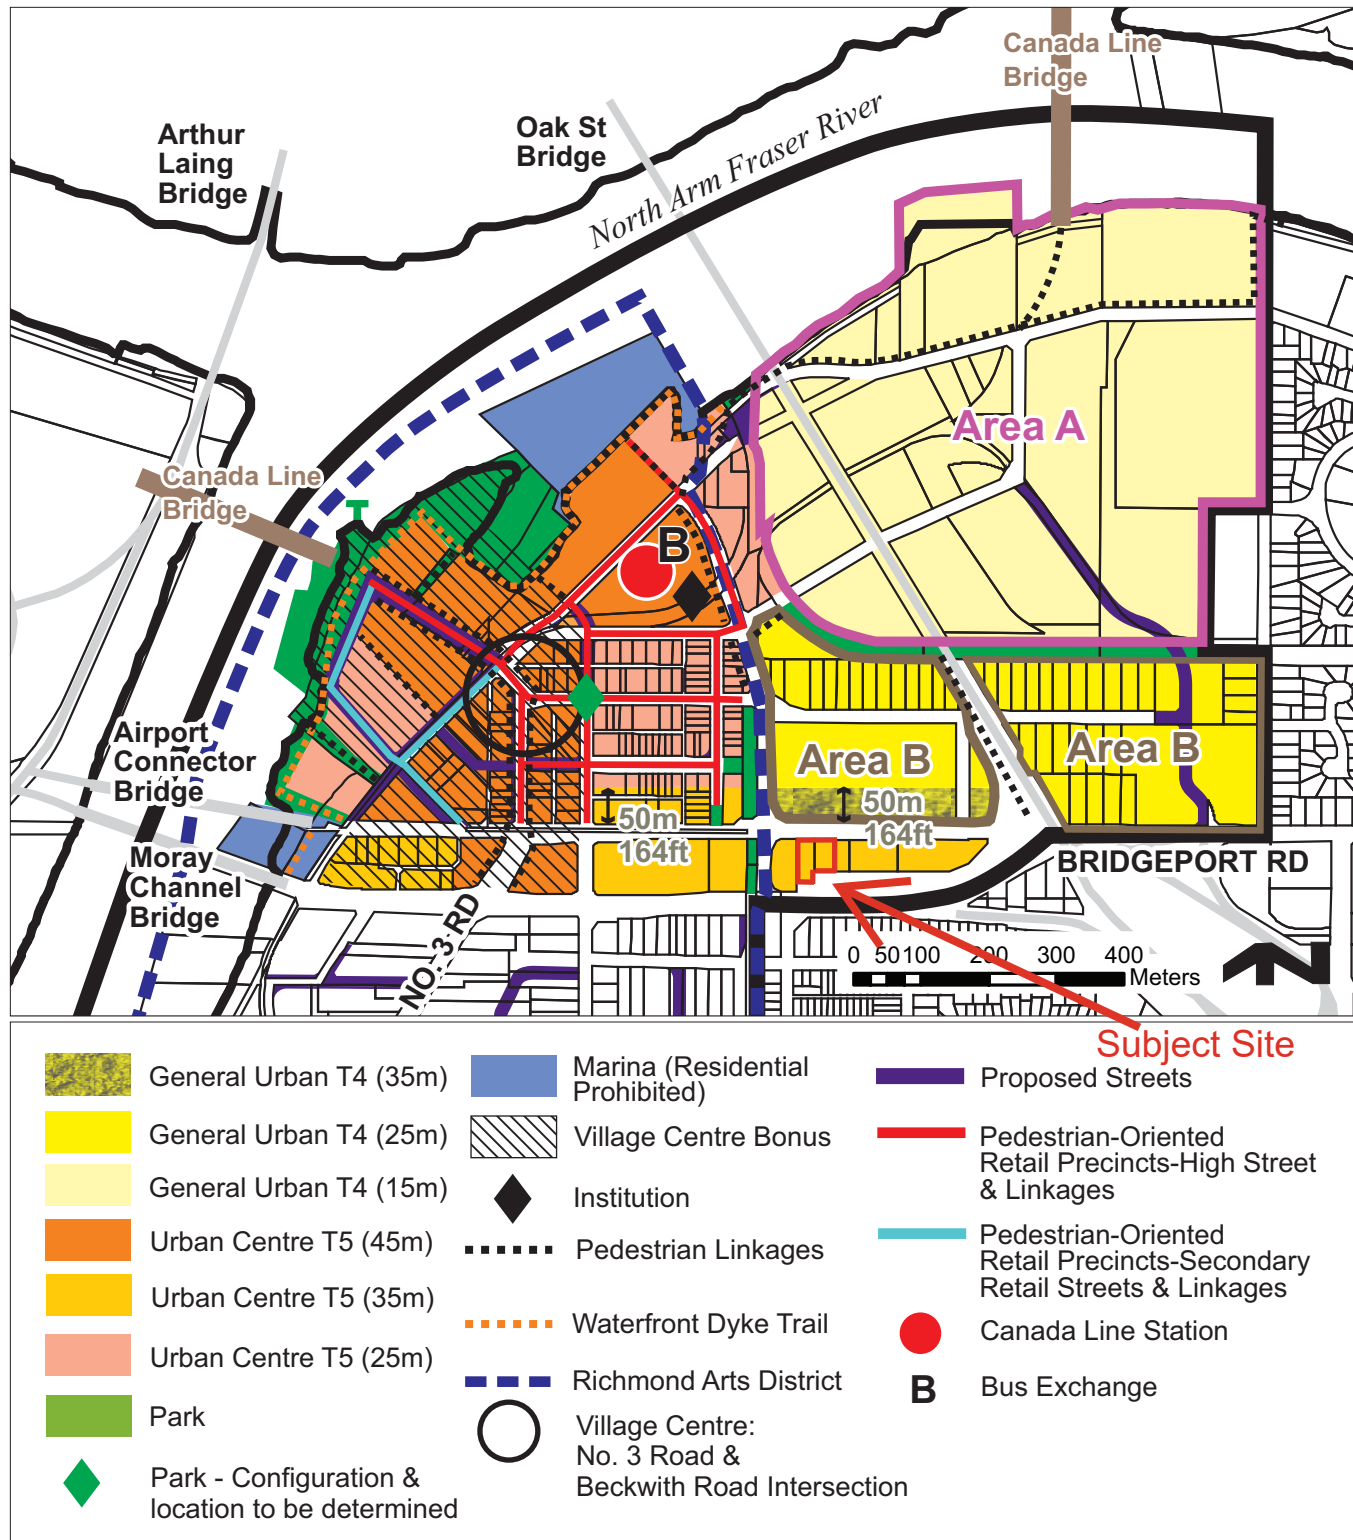 Canada Line
Bridge
Arthur
Laing
Bridge
Oak St
Bridge
North Arm Fraser River
Area A
Canada Line
Bridge
B
Airport
Connector
Bridge
Area B
Area B
50m
164ft
50m
164ft
Moray
Channel
Bridge
BRIDGEPORT RD
NO. 3 RD
0 50 100 200 300 400
Meters
Subject Site
General Urban T4 (35m)
General Urban T4 (25m)
General Urban T4 (15m)
Urban Centre T5 (45m)
Urban Centre T5 (35m)
Urban Centre T5 (25m)
Park
Park - Configuration &
location to be determined
Marina (Residential
Prohibited)
Village Centre Bonus
Institution
Pedestrian Linkages
Waterfront Dyke Trail
Richmond Arts District
Village Centre:
No. 3 Road &
Beckwith Road Intersection
Proposed Streets
Pedestrian-Oriented
Retail Precincts-High Street
& Linkages
Pedestrian-Oriented
Retail Precincts-Secondary
Retail Streets & Linkages
Canada Line Station
B Bus Exchange